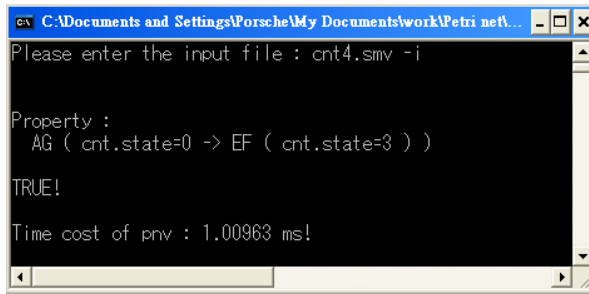 C:\Documents and Settings\Porsche\My Documents\work\Petri net\...
Please enter the input file : cnt4.smv -i
Property :
AG ( cnt.state=0 -> EF ( cnt.state=3 ) )
TRUE!
Time cost of pnv : 1.00963 ms!